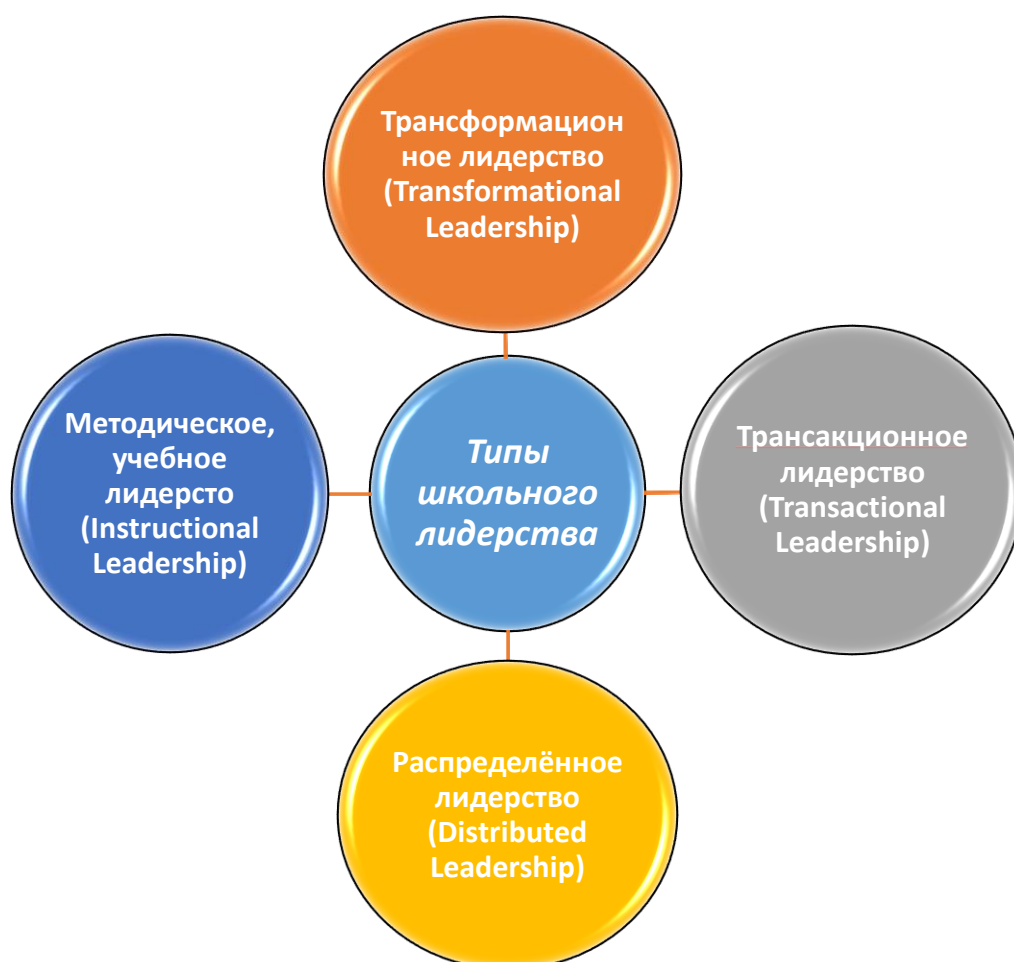 Трансформацион
ное лидерство
(Transformational
Leadership)
Методическое,
учебное
лидерсто
(Instructional
Leadership)
Типы
школьного
лидерства
Трансакционное
лидерство
(Transactional
Leadership)
Распределённое
лидерство
(Distributed
Leadership)